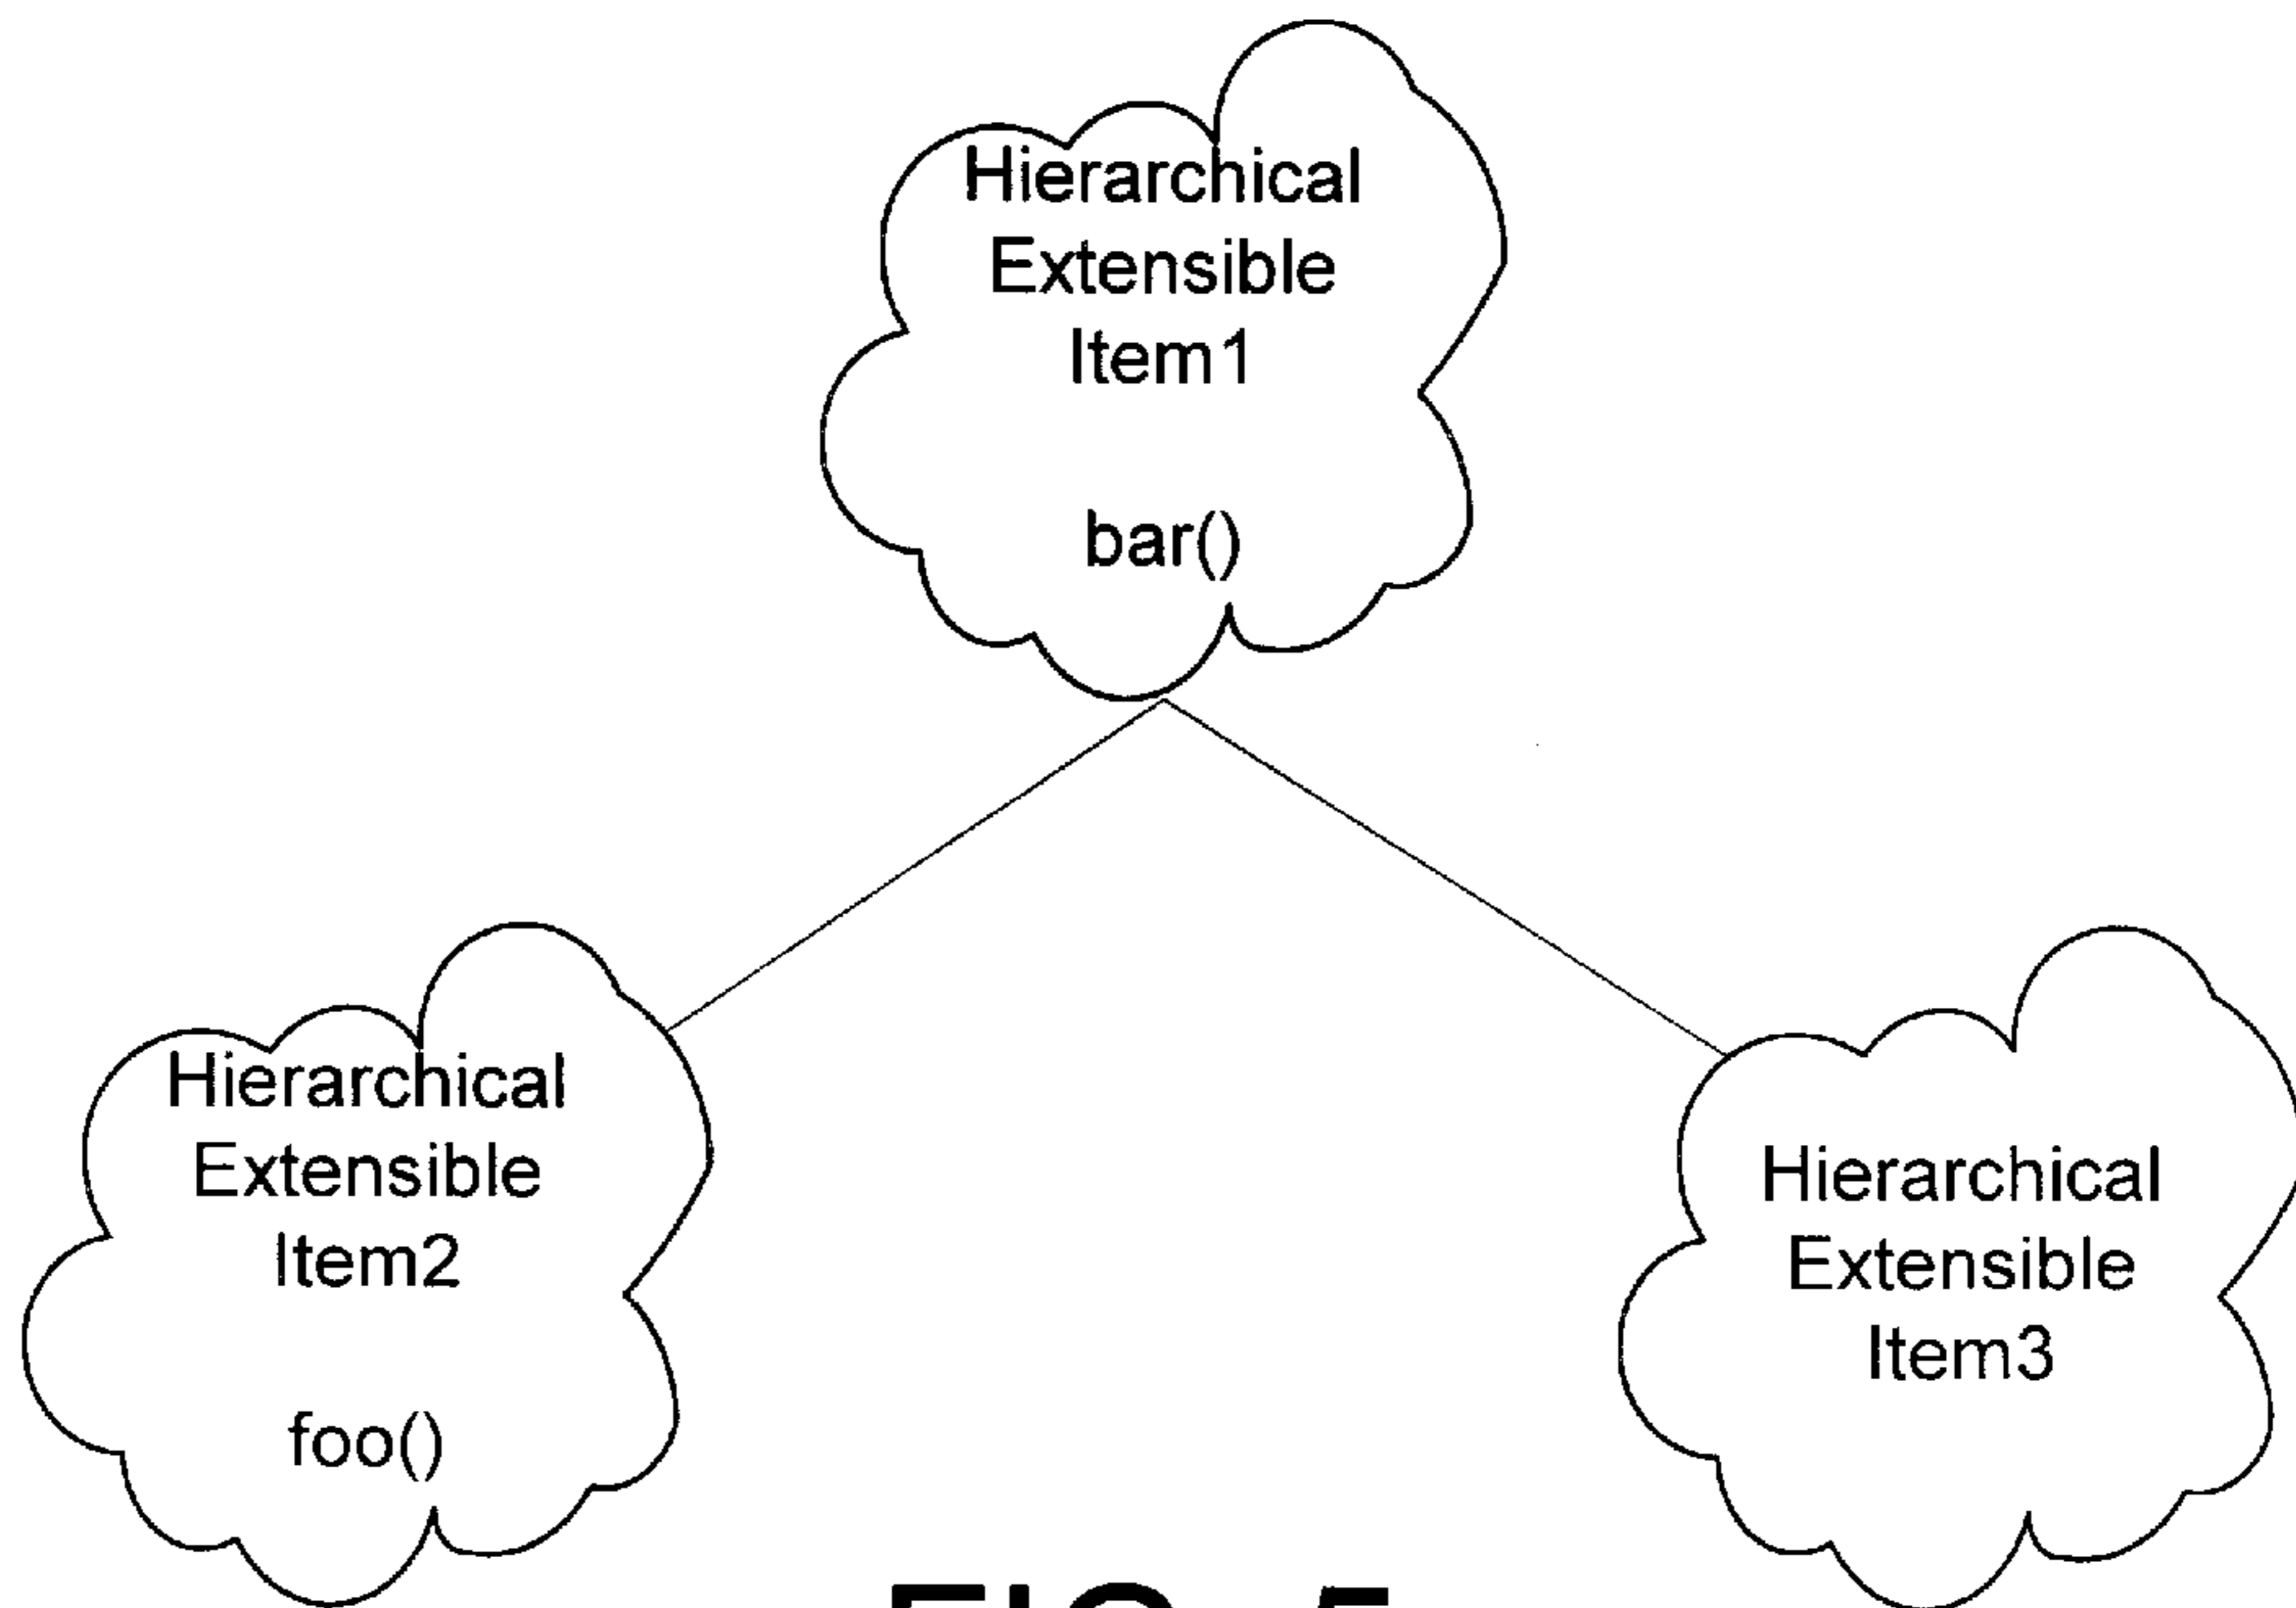 Hierarchical
Extensible
Item1
bar()
Hierarchical
Extensible
Item2
foo()
Hierarchical
Extensible
Item3